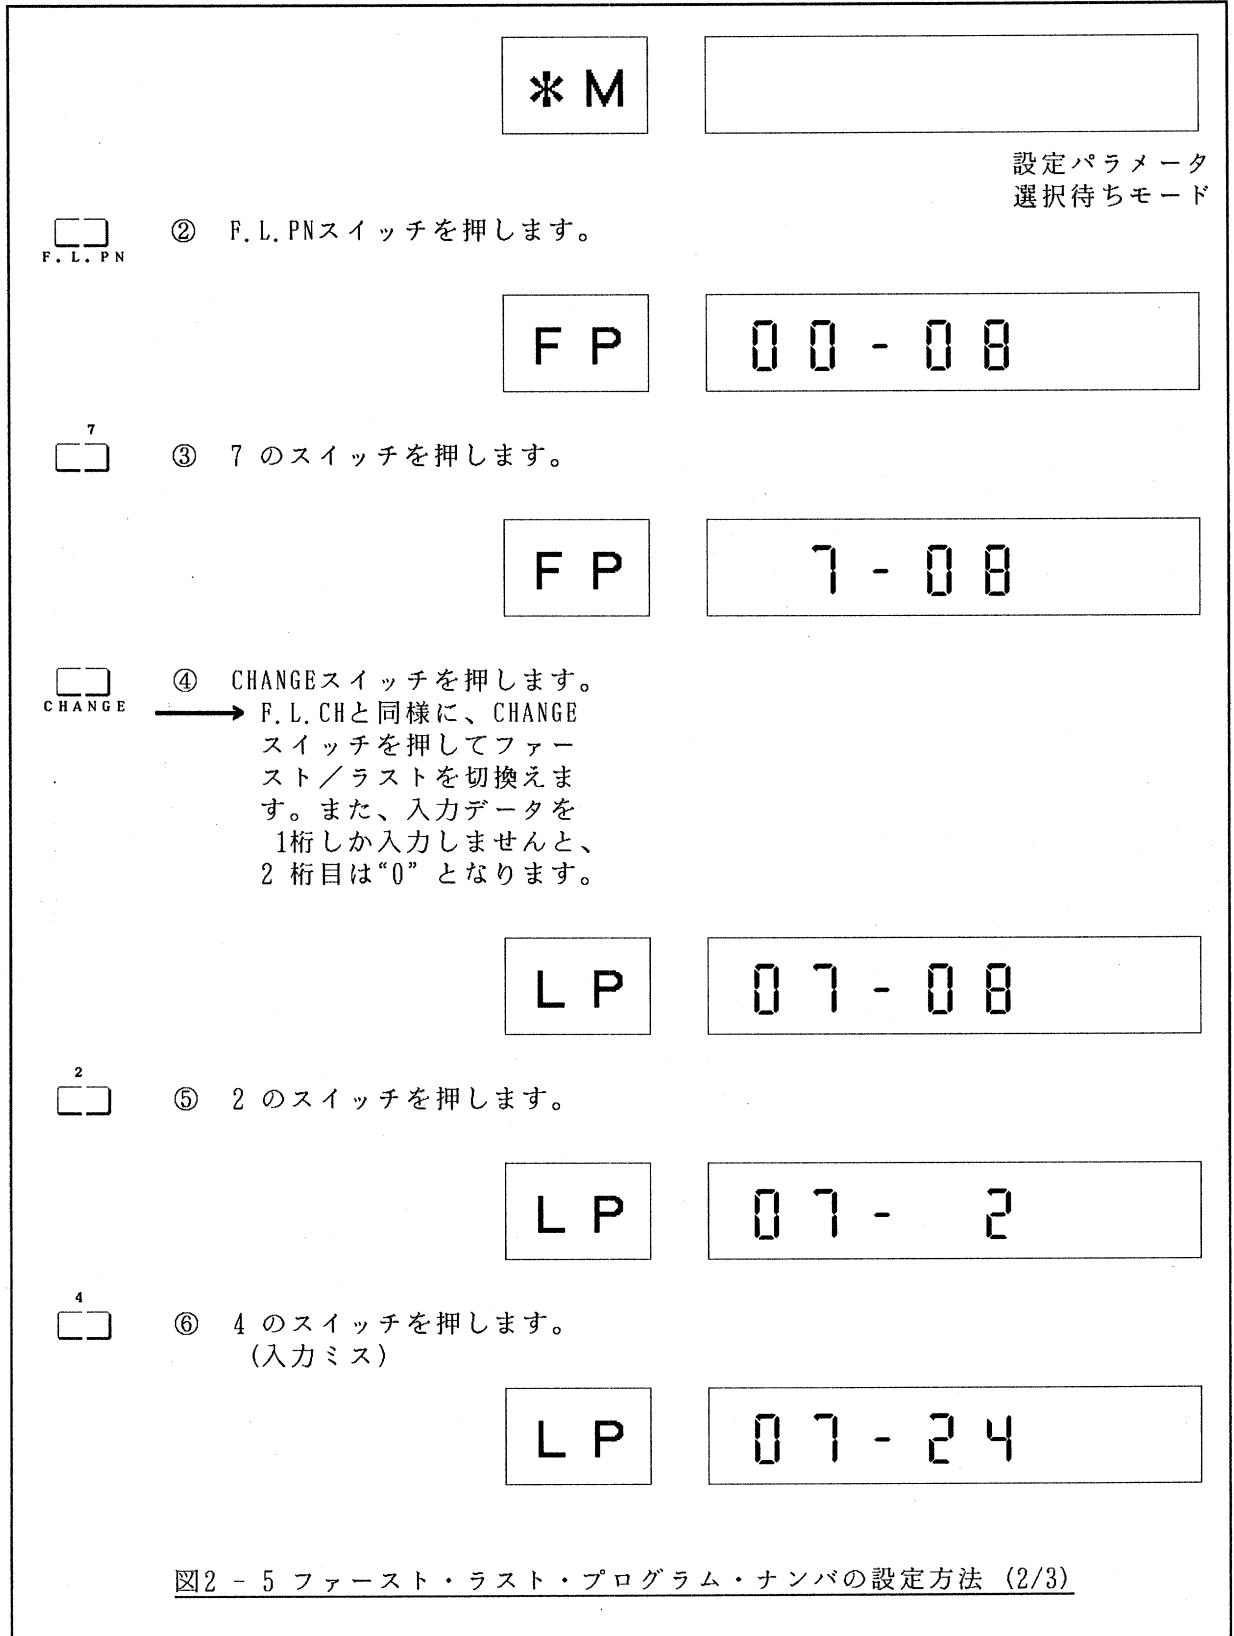 *M
設定パラメータ
選択待ちモード
F.L.PN
② F.L.PNスイッチを押します。
FP 00-08
7
③ 7 のスイッチを押します。
FP 7-08
CHANGE
④ CHANGEスイッチを押します。
→ F.L.CHと同様に、CHANGE
スイッチを押してファー
スト/ラストを切換えま
す。また、入力データを
1桁しか入力しませんと、
2 桁目は“0” となります。
LP 07-08
2
⑤ 2 のスイッチを押します。
LP 07- 2
4
⑥ 4 のスイッチを押します。
(入力ミス)
LP 07-24
図2 - 5 ファースト・ラスト・プログラム・ナンバの設定方法 (2/3)